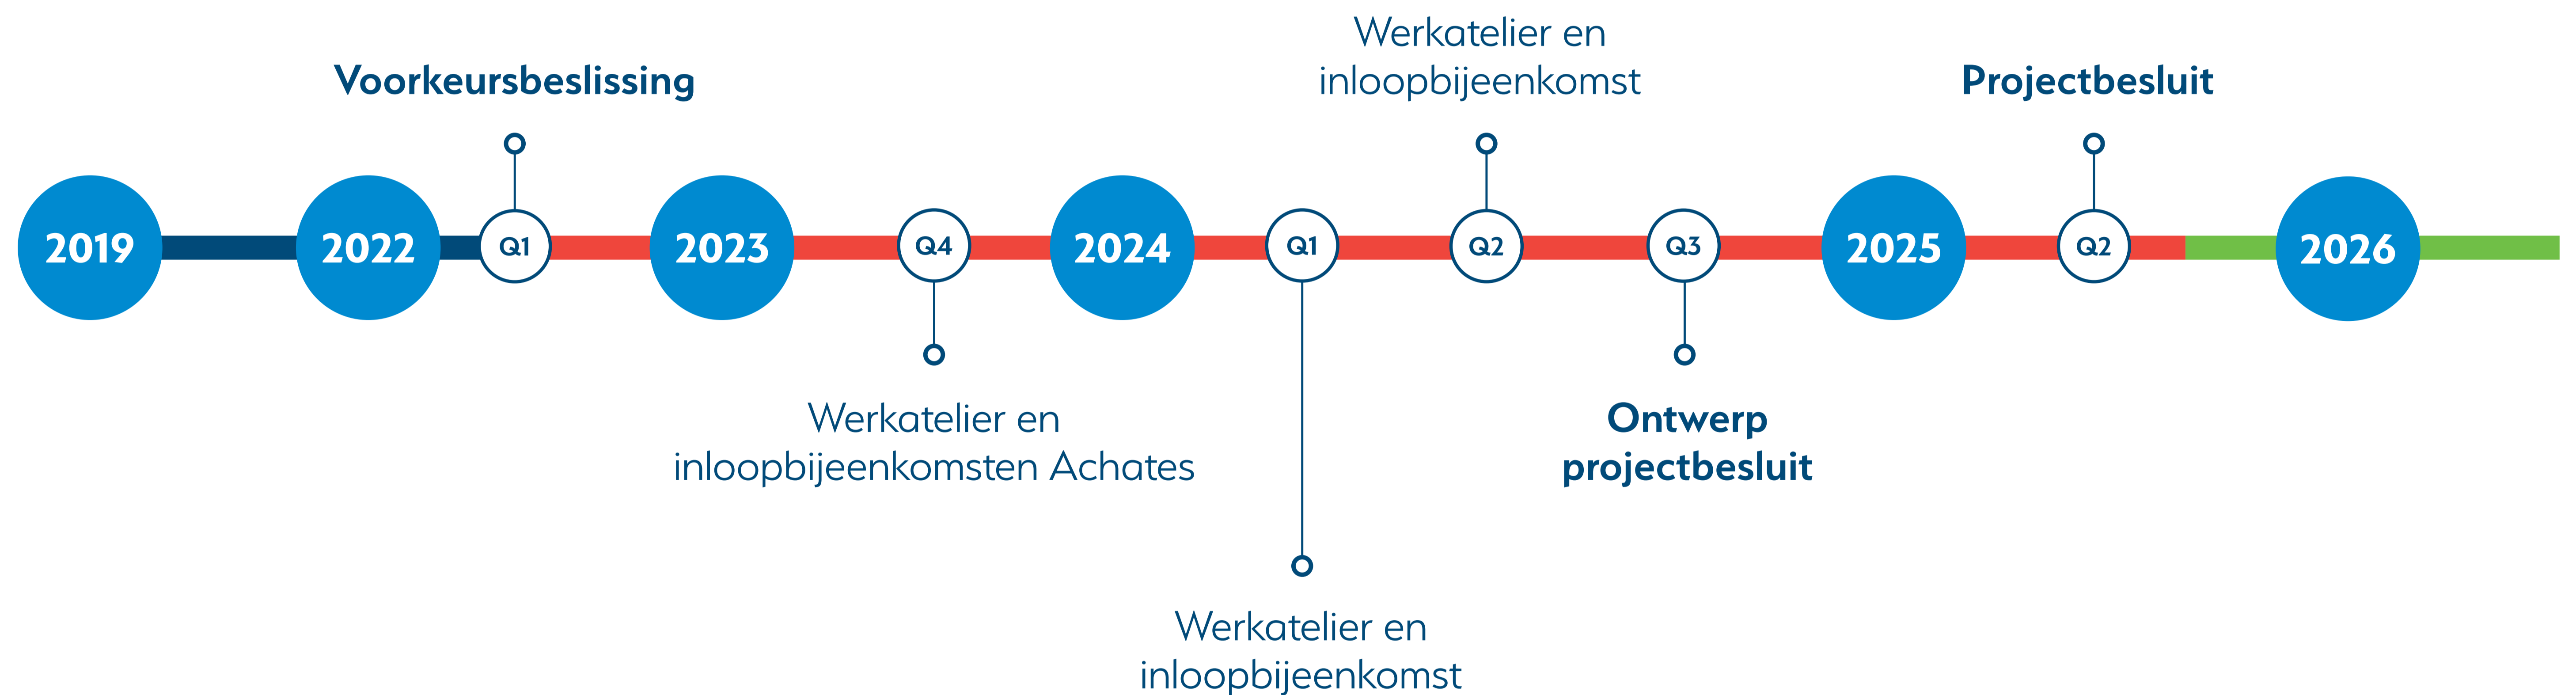 Werkatelier en
inloopbijeenkomst
Voorkeursbeslissing
Projectbesluit
2019
2022
Q1
2023
Q4
2024
Q1
Q2
Q3
2025
Q2
2026
Werkatelier en
inloopbijeenkomsten Achates
Ontwerp
projectbesluit
Werkatelier en
inloopbijeenkomst